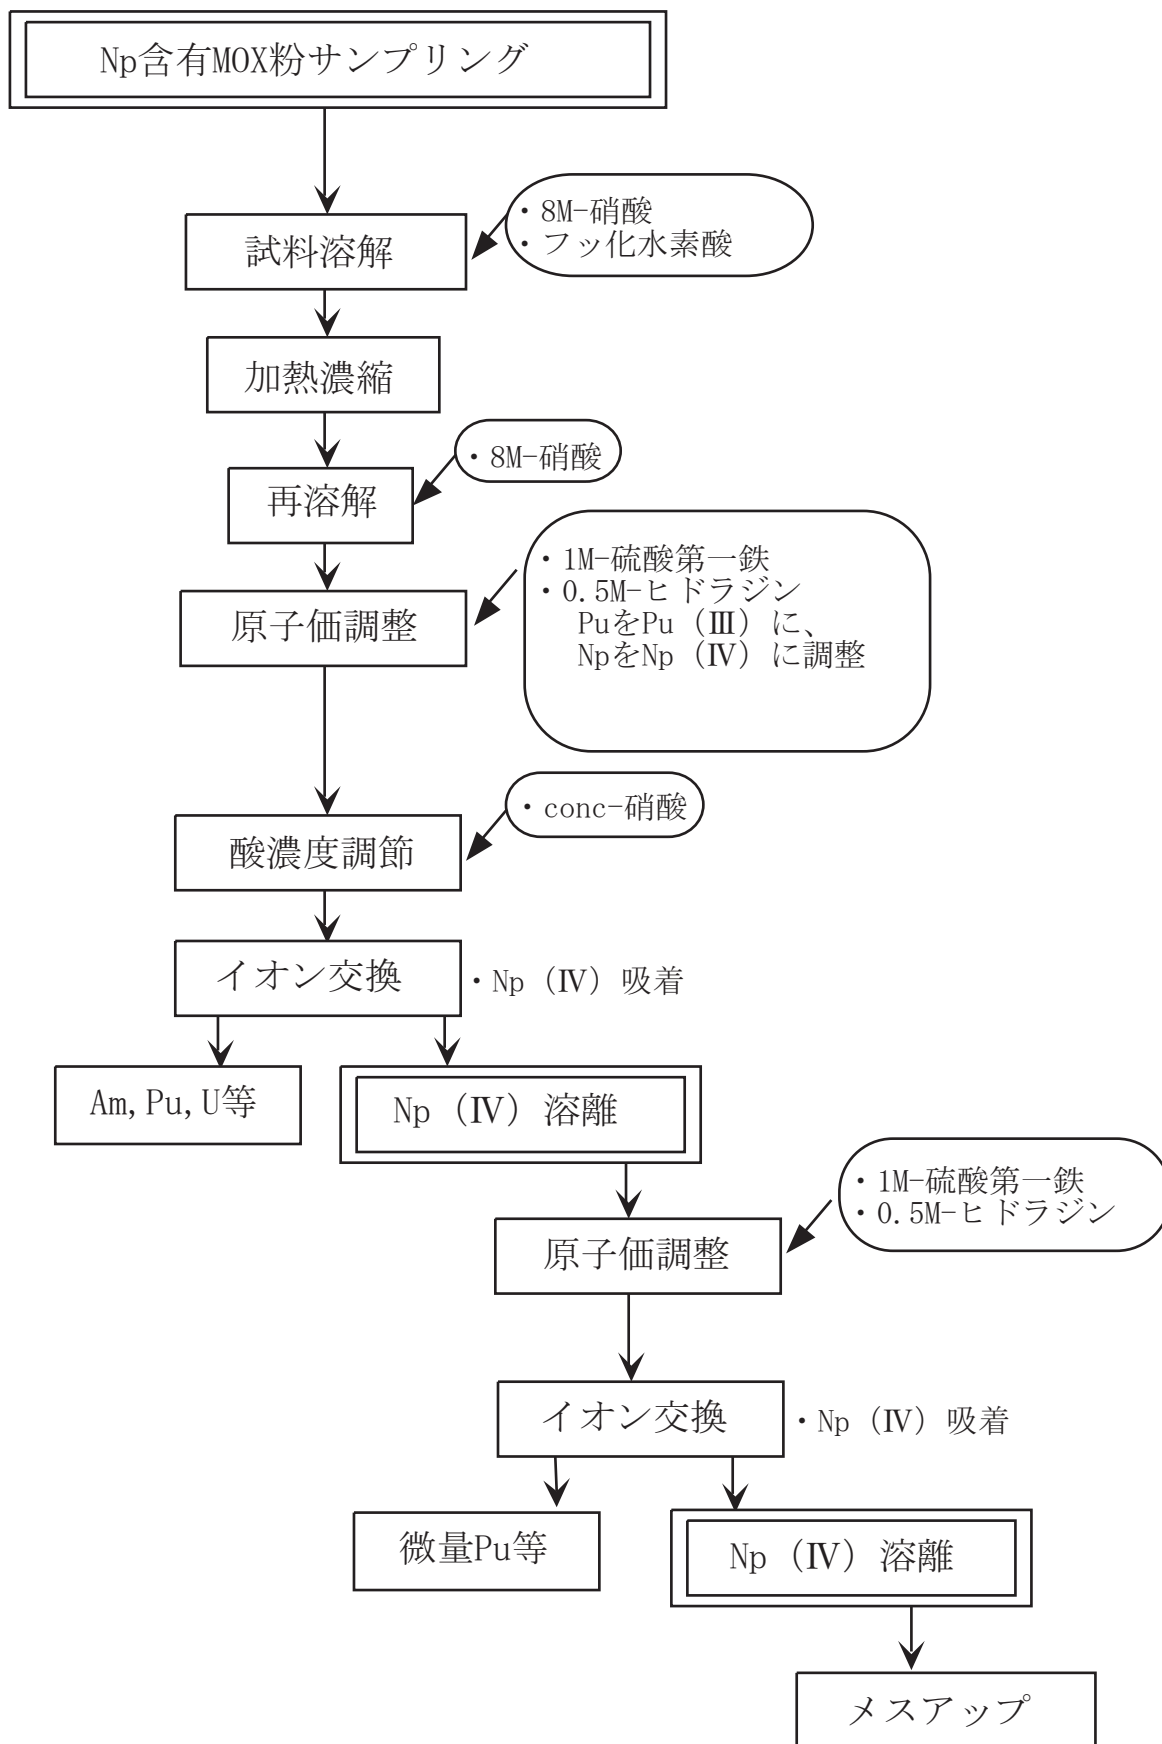 Np含有MOX粉サンプリング
・8M-硝酸
・フッ化水素酸
試料溶解
加熱濃縮
・8M-硝酸
再溶解
・1M-硫酸第一鉄
・0.5M-ヒドラジン
PuをPu（Ⅲ）に、
NpをNp（Ⅳ）に調整
原子価調整
・conc-硝酸
酸濃度調節
イオン交換
・Np（Ⅳ）吸着
Am,Pu,U等
Np（Ⅳ）溶離
・1M-硫酸第一鉄
・0.5M-ヒドラジン
原子価調整
イオン交換
・Np（Ⅳ）吸着
微量Pu等
Np（Ⅳ）溶離
メスアップ